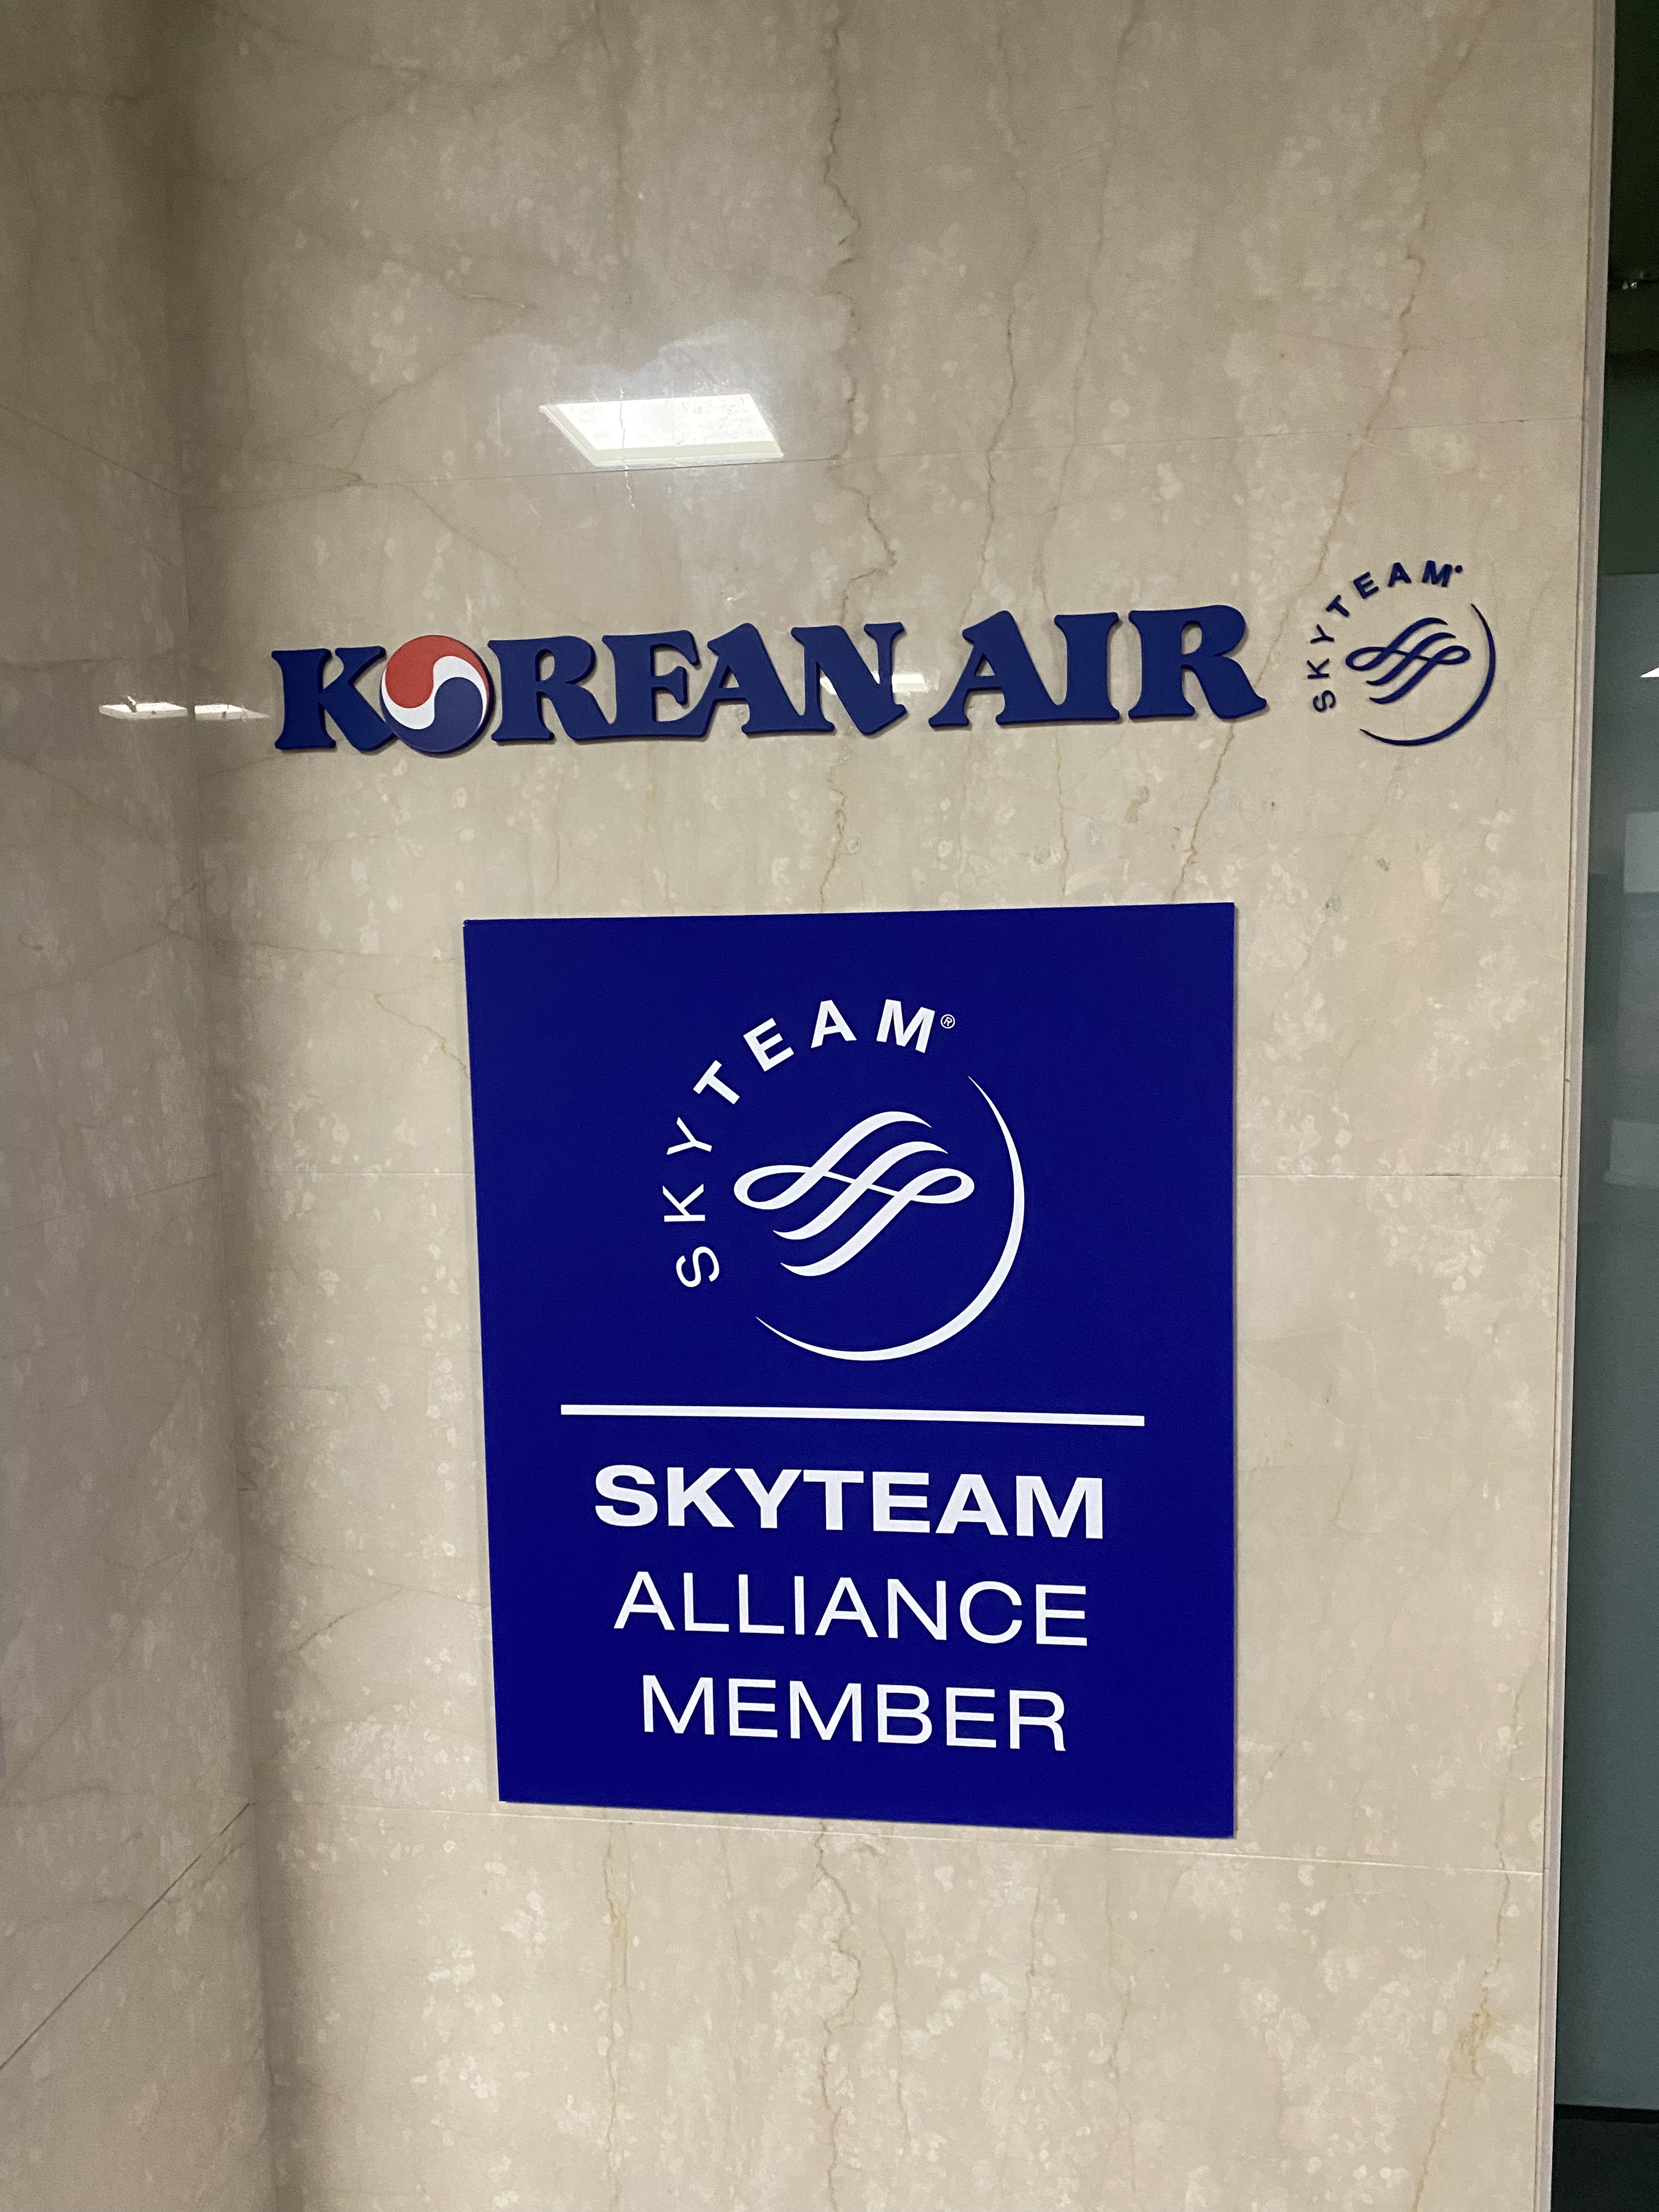 KOREAN AIR SKYTEAM
SKYTEAM®
SKYTEAM
ALLIANCE
MEMBER